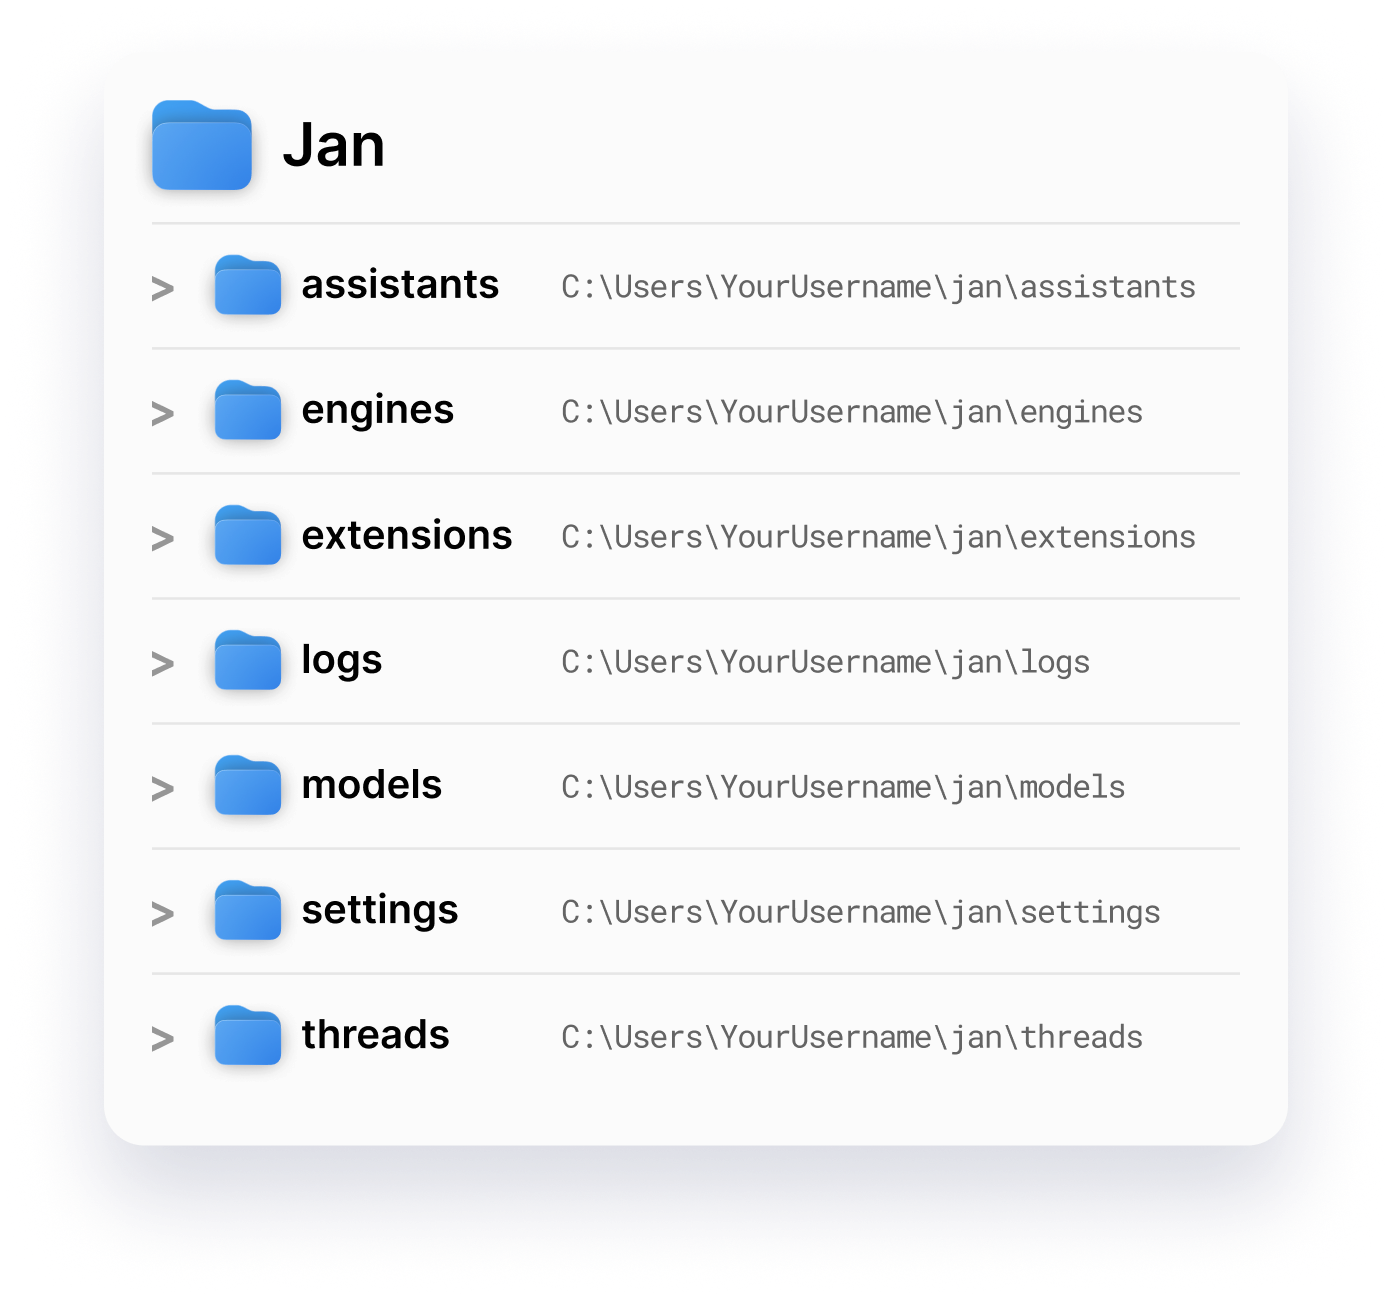 Jan
> assistants C:\Users\YourUsername\jan\assistants
> engines C:\Users\YourUsername\jan\engines
> extensions C:\Users\YourUsername\jan\extensions
> logs C:\Users\YourUsername\jan\logs
> models C:\Users\YourUsername\jan\models
> settings C:\Users\YourUsername\jan\settings
> threads C:\Users\YourUsername\jan\threads